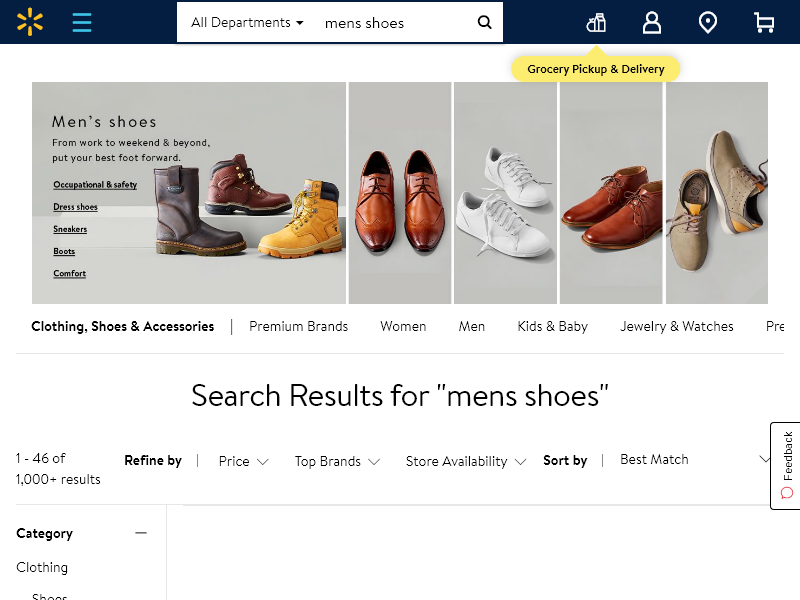 All Departments
mens shoes
Grocery Pickup & Delivery
Men's shoes
From work to weekend & beyond,
put your best foot forward.
Occupational & safety
Dress shoes
Sneakers
Boots
Comfort
Clothing, Shoes & Accessories | Premium Brands Women Men Kids & Baby Jewelry & Watches Pre
Search Results for "mens shoes"
1 - 46 of
1,000+ results
Refine by | Price Top Brands Store Availability Sort by | Best Match
Feedback
Category
Clothing
Shoes